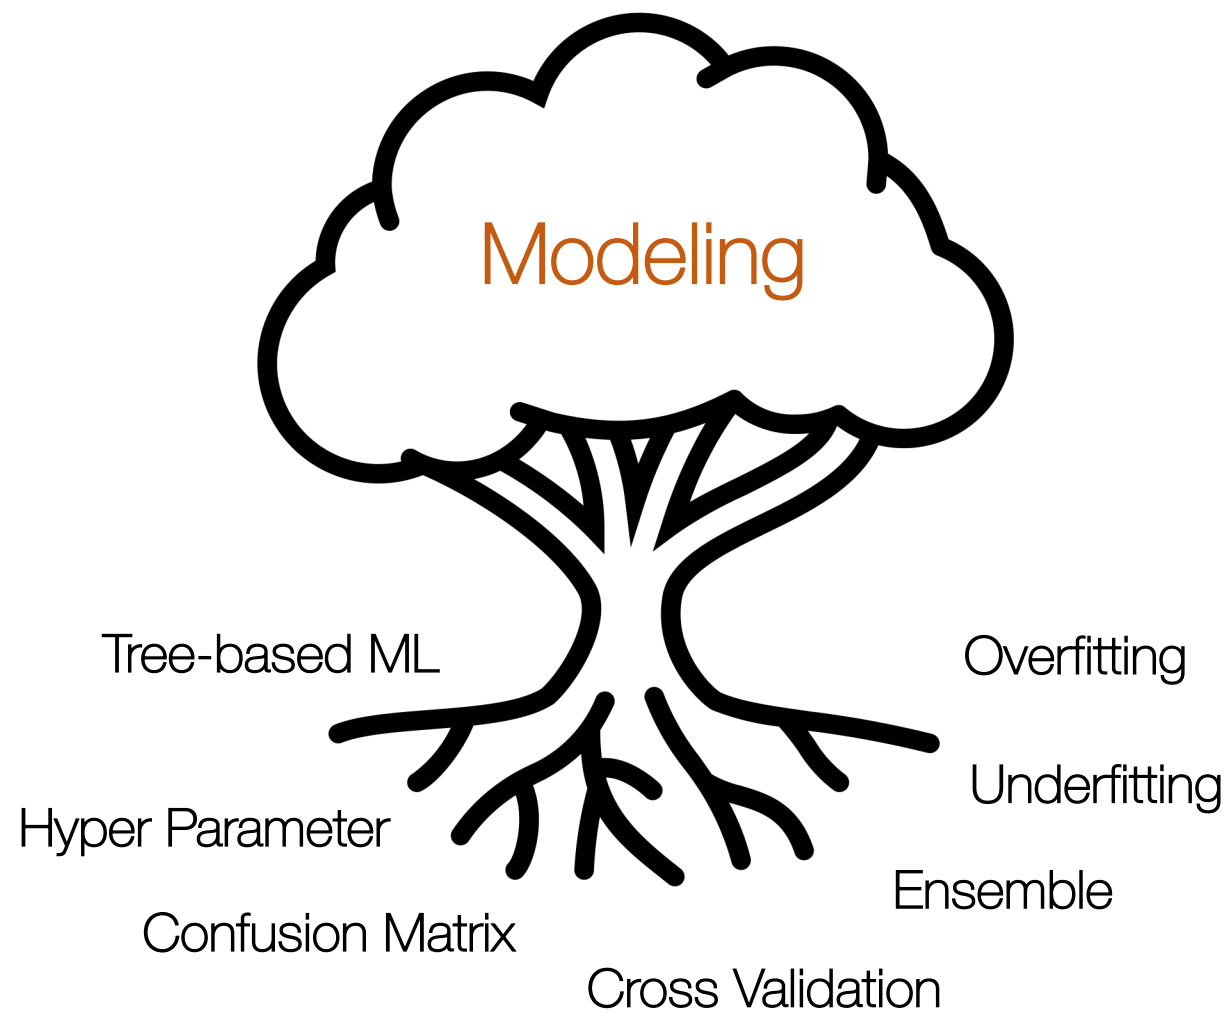 Modeling
Tree-based ML
Overfitting
Underfitting
Hyper Parameter
Ensemble
Confusion Matrix
Cross Validation